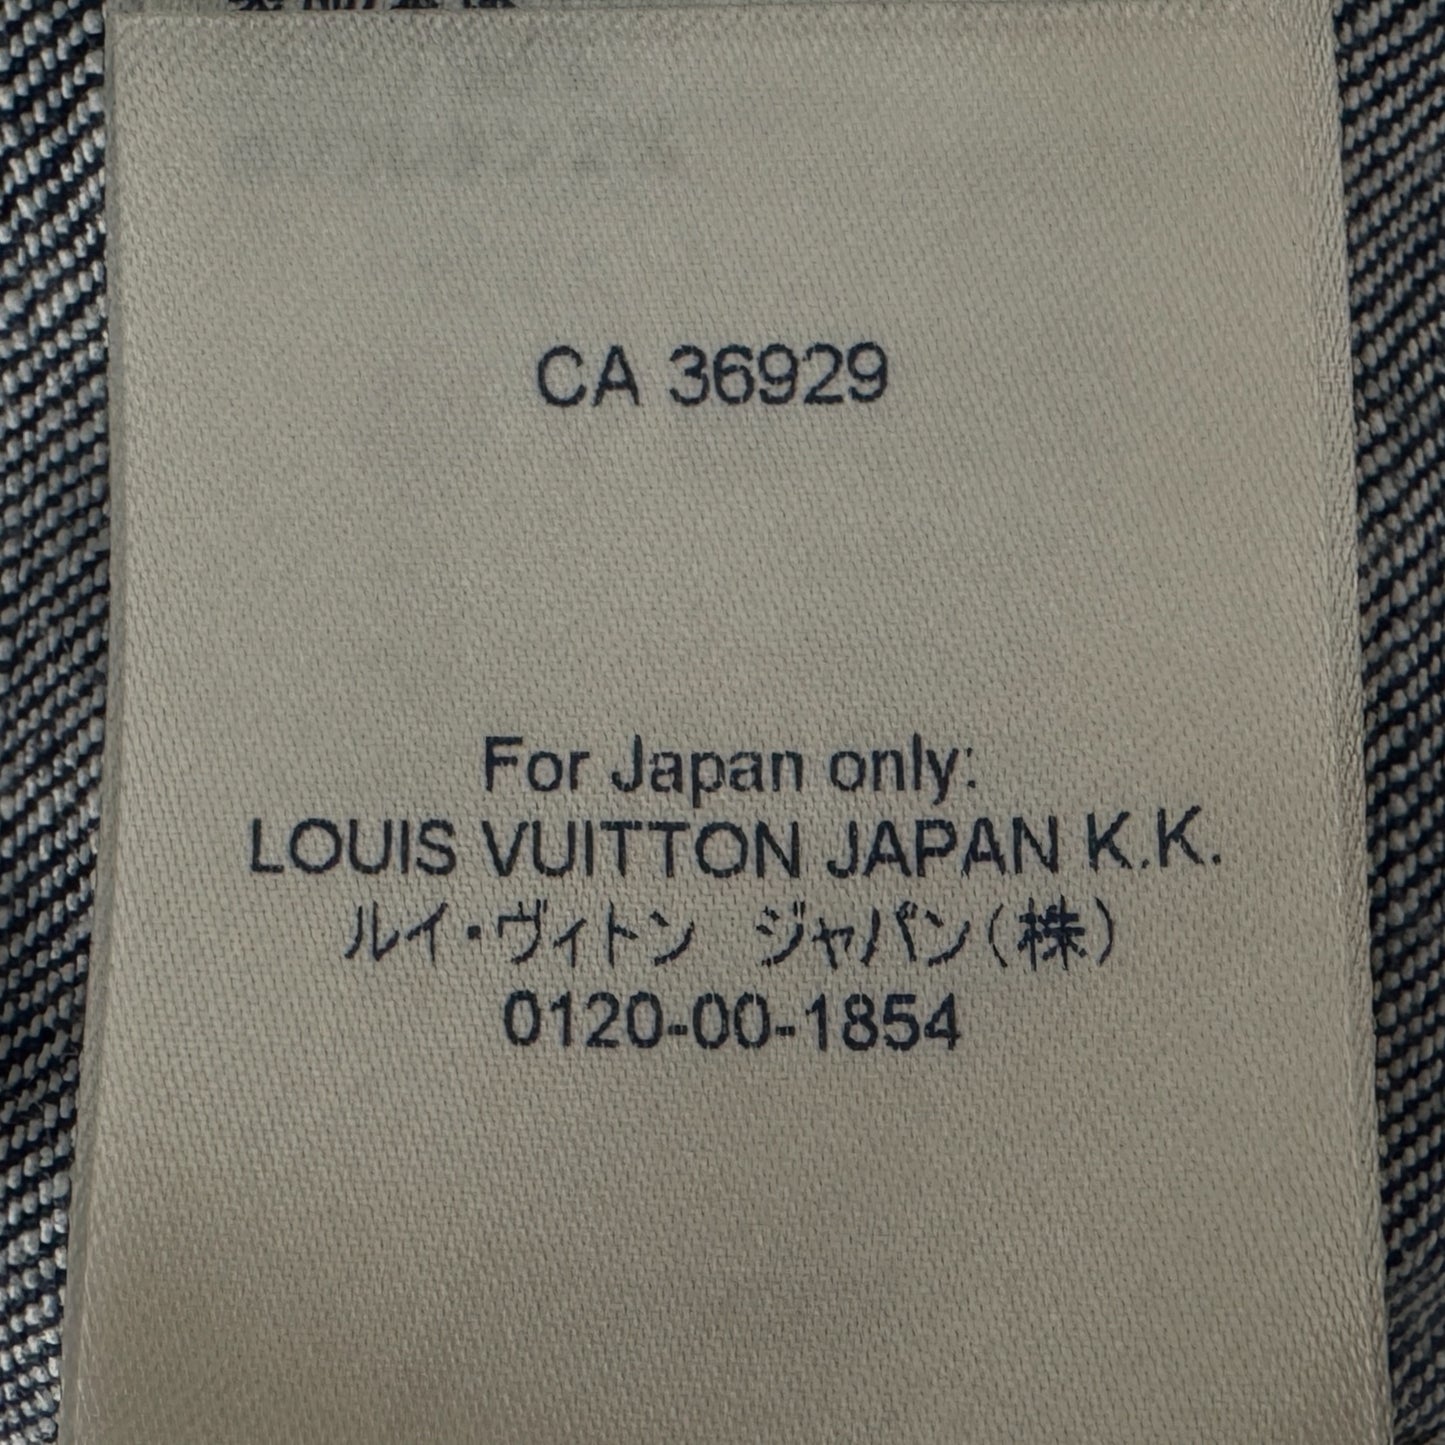 CA 36929
For Japan only:
LOUIS VUITTON JAPAN K.K.
ルイ・ヴィトン ジャパン(株)
0120-00-1854